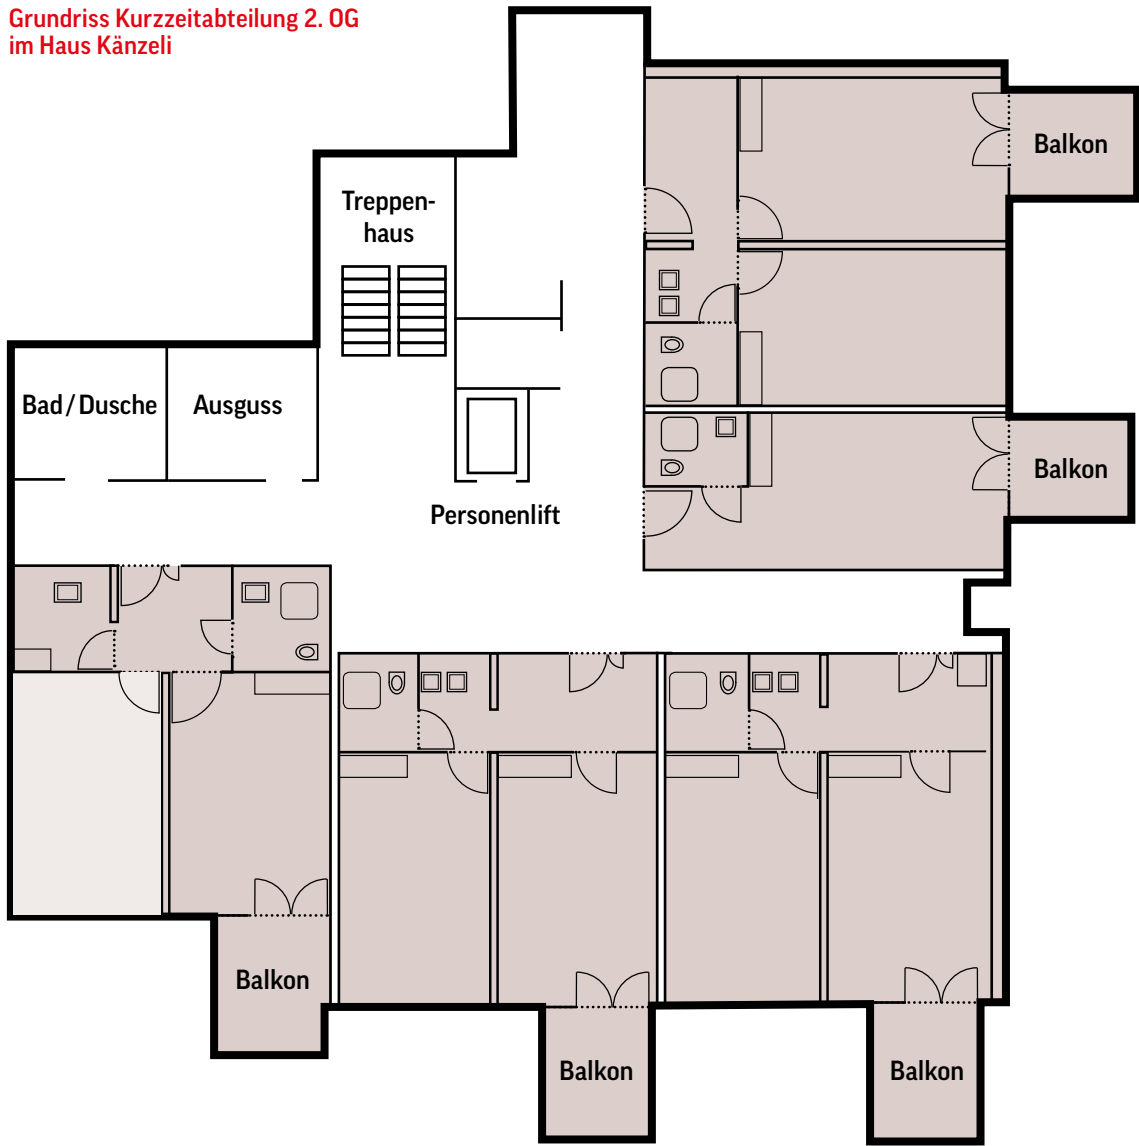 Grundriss Kurzzeitabteilung 2. OG
im Haus Känzeli
Balkon
Treppen-
haus
Bad/Dusche
Ausguss
Balkon
Personenlift
Balkon
Balkon
Balkon